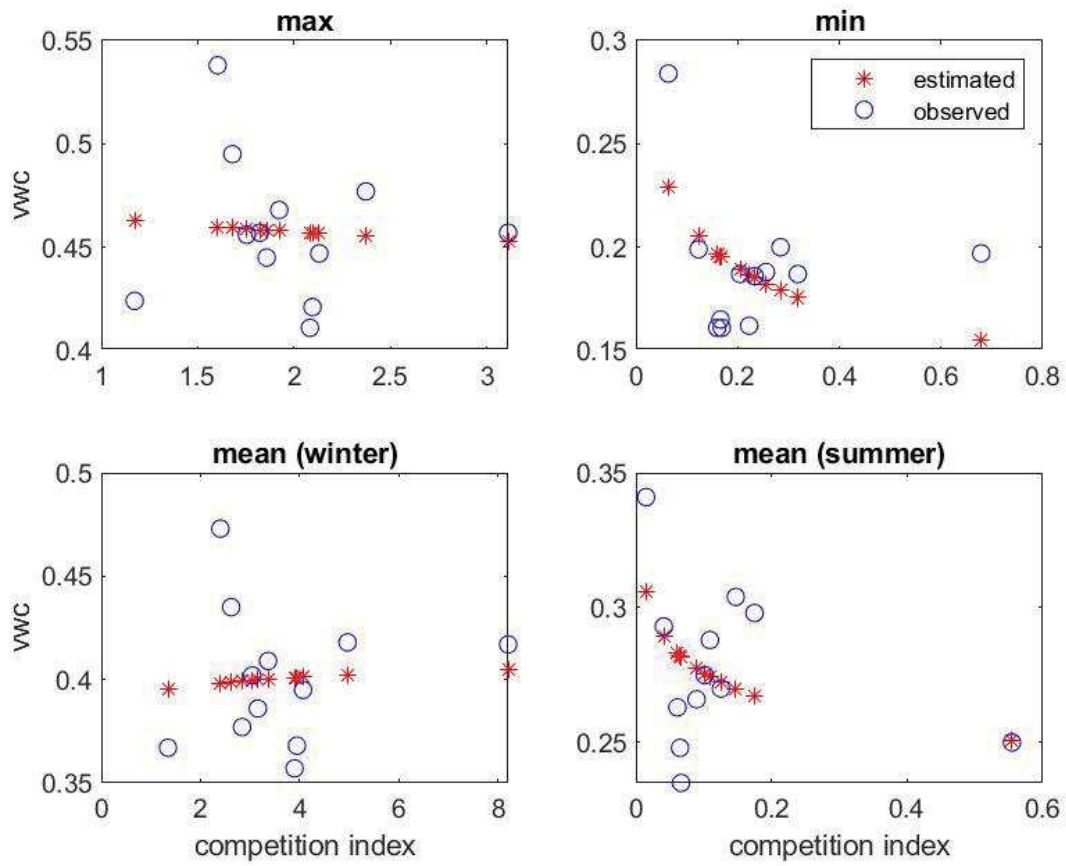 max
0.55
0.5
0.45
0.4
vwc
1 1.5 2 2.5 3
min
0.3
0.25
0.2
0.15
estimated
observed
0 0.2 0.4 0.6 0.8
mean (winter)
0.5
0.45
0.4
0.35
vwc
0 2 4 6 8
competition index
mean (summer)
0.35
0.3
0.25
0 0.2 0.4 0.6
competition index